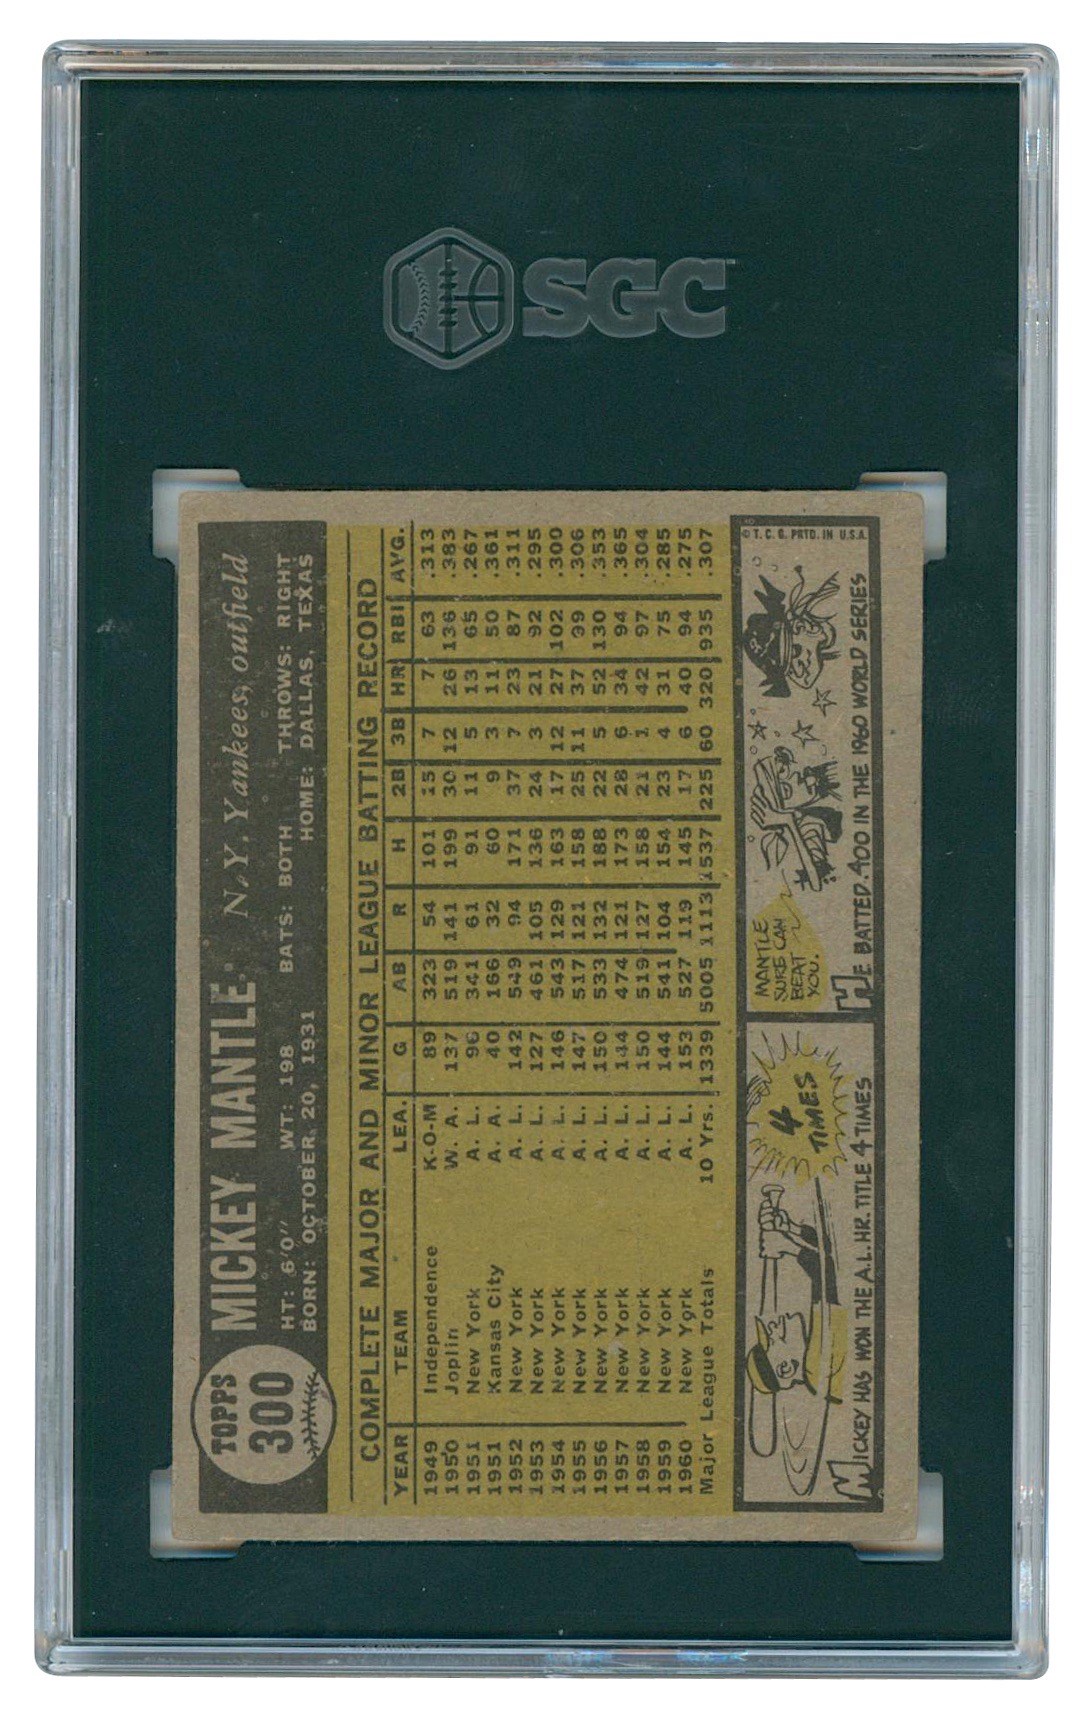 SGC
TOPPS
300
MICKEY MANTLE N.Y. Yankees, outfield
HT: 6'0" WT: 198 BATS: BOTH THROWS: RIGHT
BORN: OCTOBER 20, 1931 HOME: DALLAS, TEXAS
COMPLETE MAJOR AND MINOR LEAGUE BATTING RECORD
YEAR TEAM LEA. G AB R H 2B 3B HR RBI AVG.
1949 Independence K-O-M 89 323 54 101 15 7 7 63 .313
1950 Joplin W. A. 137 519 141 199 30 12 26 136 .383
1951 New York A. L. 96 341 61 91 11 5 13 65 .267
1951 Kansas City A. A. 40 166 32 60 9 3 11 50 .361
1952 New York A. L. 142 549 94 171 37 7 23 87 .311
1953 New York A. L. 127 461 105 136 24 3 21 92 .295
1954 New York A. L. 146 543 129 163 17 12 27 102 .300
1955 New York A. L. 147 517 121 158 25 11 37 99 .306
1956 New York A. L. 150 533 132 188 22 5 52 130 .353
1957 New York A. L. 144 474 121 173 28 6 34 94 .365
1958 New York A. L. 150 519 127 158 21 1 42 97 .304
1959 New York A. L. 144 541 104 154 23 4 31 75 .285
1960 New York A. L. 153 527 119 145 17 6 40 94 .275
Major League Totals 10 Yrs. 1339 5005 1113 1537 225 60 320 935 .307
4
TIMES
MICKEY HAS WON THE A.L. HR. TITLE 4 TIMES
MANTLE
SURE CAN
BEAT
YOU.
© T. C. G. PRTD. IN U.S.A.
HE BATTED .400 IN THE 1960 WORLD SERIES